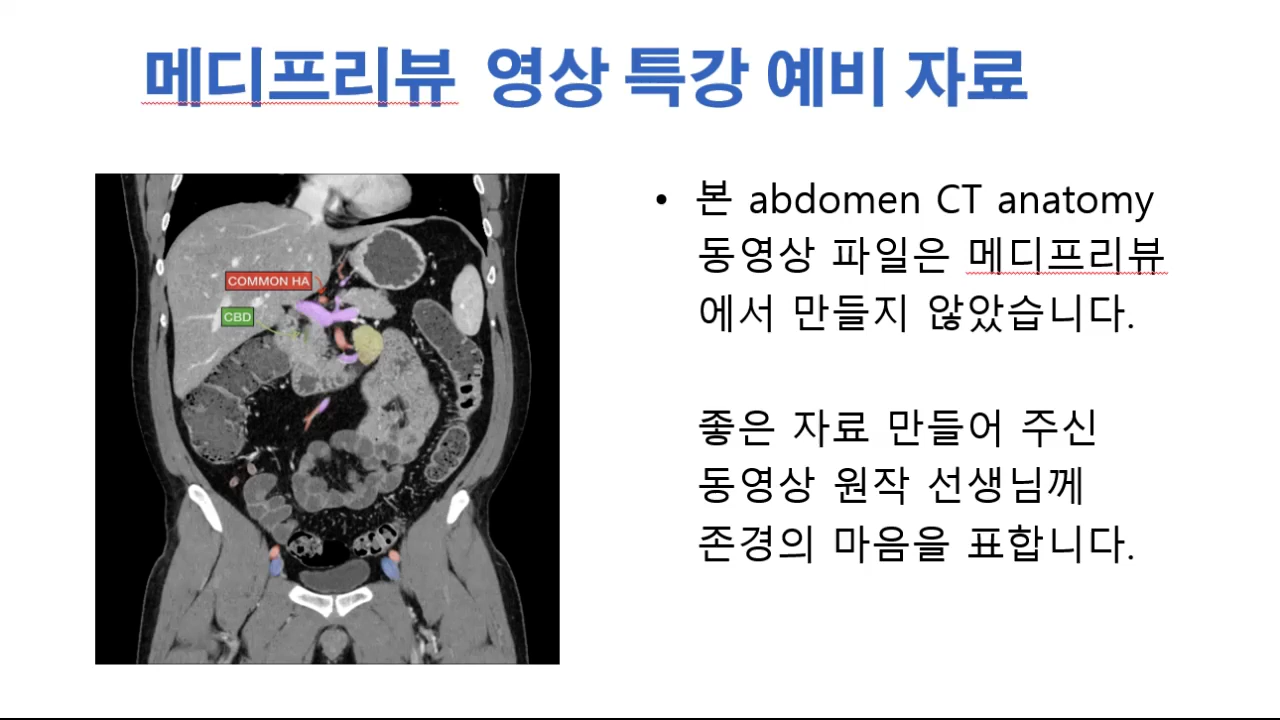 메디프리뷰 영상 특강 예비 자료
COMMON HA
CBD
• 본 abdomen CT anatomy
동영상 파일은 메디프리뷰
에서 만들지 않았습니다.
좋은 자료 만들어 주신
동영상 원작 선생님께
존경의 마음을 표합니다.